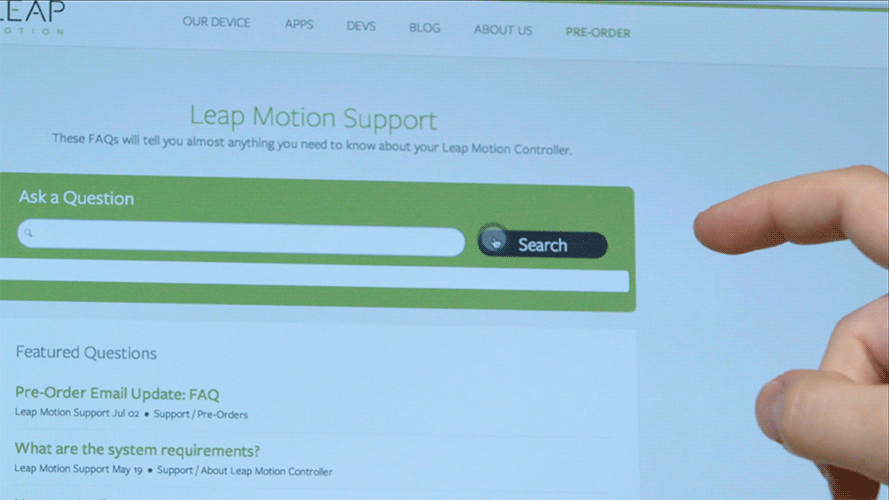 LEAP
MOTION
OUR DEVICE APPS DEVS BLOG ABOUT US PRE-ORDER
Leap Motion Support
These FAQs will tell you almost anything you need to know about your Leap Motion Controller.
Ask a Question
Search
Featured Questions
Pre-Order Email Update: FAQ
Leap Motion Support Jul 02 • Support / Pre-Orders
What are the system requirements?
Leap Motion Support May 19 • Support / About Leap Motion Controller